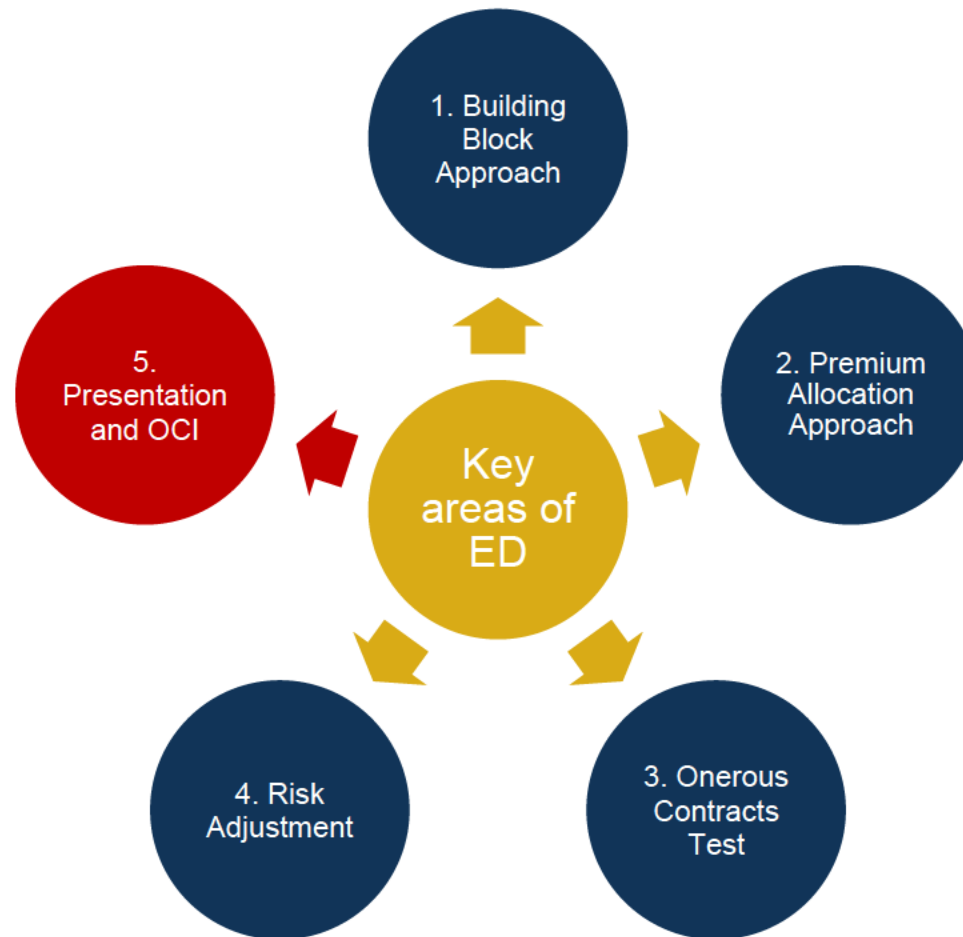 1. Building
Block
Approach
2. Premium
Allocation
Approach
3. Onerous
Contracts
Test
4. Risk
Adjustment
5.
Presentation
and OCI
Key
areas of
ED